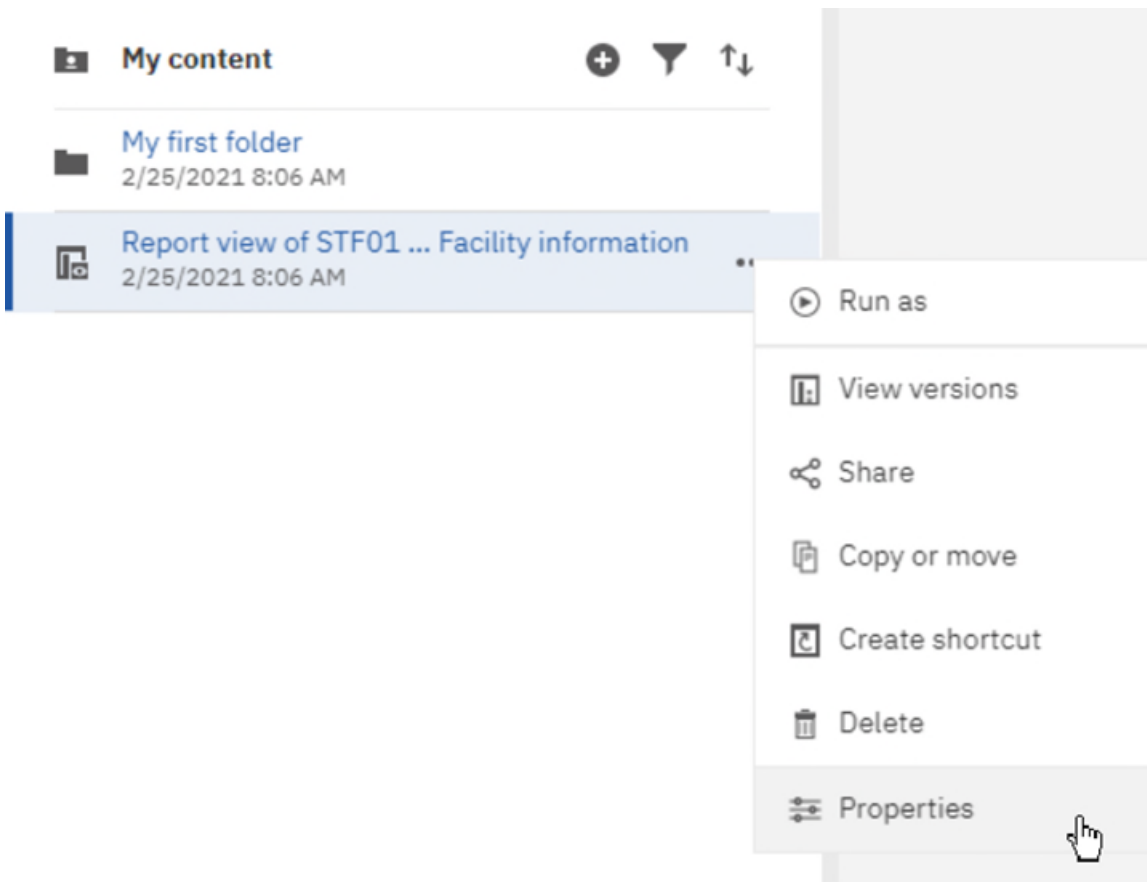 My content
My first folder
2/25/2021 8:06 AM
Report view of STF01 ... Facility information
2/25/2021 8:06 AM
Run as
View versions
Share
Copy or move
Create shortcut
Delete
Properties